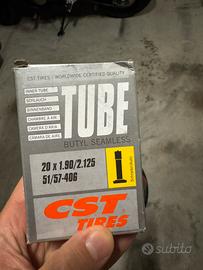 CST TIRES | WORLDWIDE CERTIFIED QUALITY
INNER TUBE
SCHLAUCH
BINNENBAND
CHAMBRE À AIR
CAMERA D'ARIA
CÁMARA DE AIRE
TUBE
BUTYL SEAMLESS
20 x 1.90/2.125
51/57-406
CST
TIRES
subito